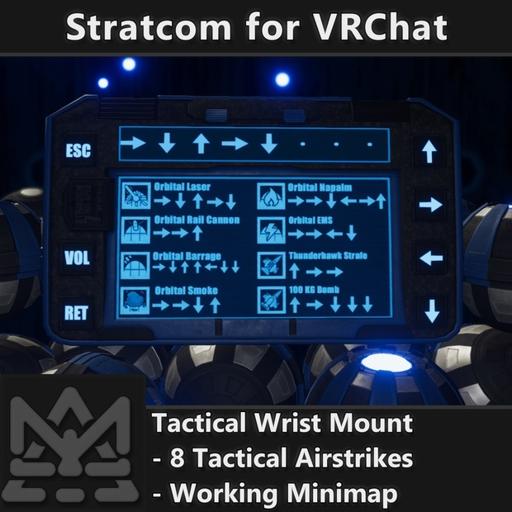 Stratcom for VRChat
→ ↓ ↑ → ↓ · · ·
ESC
VOL
RET
↑
→
←
↓
Orbital Laser
→ ↓ ↑ → ↓
Orbital Rail Cannon
→ → ↑
Orbital Barrage
→ ↓ ↑ ↑ ← ↓ ↓
Orbital Smoke
→ → ↓ ↑
Orbital Napalm
→ → ↓ ← → ↑
Orbital EMS
→ → ← ↓
Thunderhawk Strafe
↑ → → →
100 KG Bomb
↑ → ↓ ↓ ↓
Tactical Wrist Mount
- 8 Tactical Airstrikes
- Working Minimap